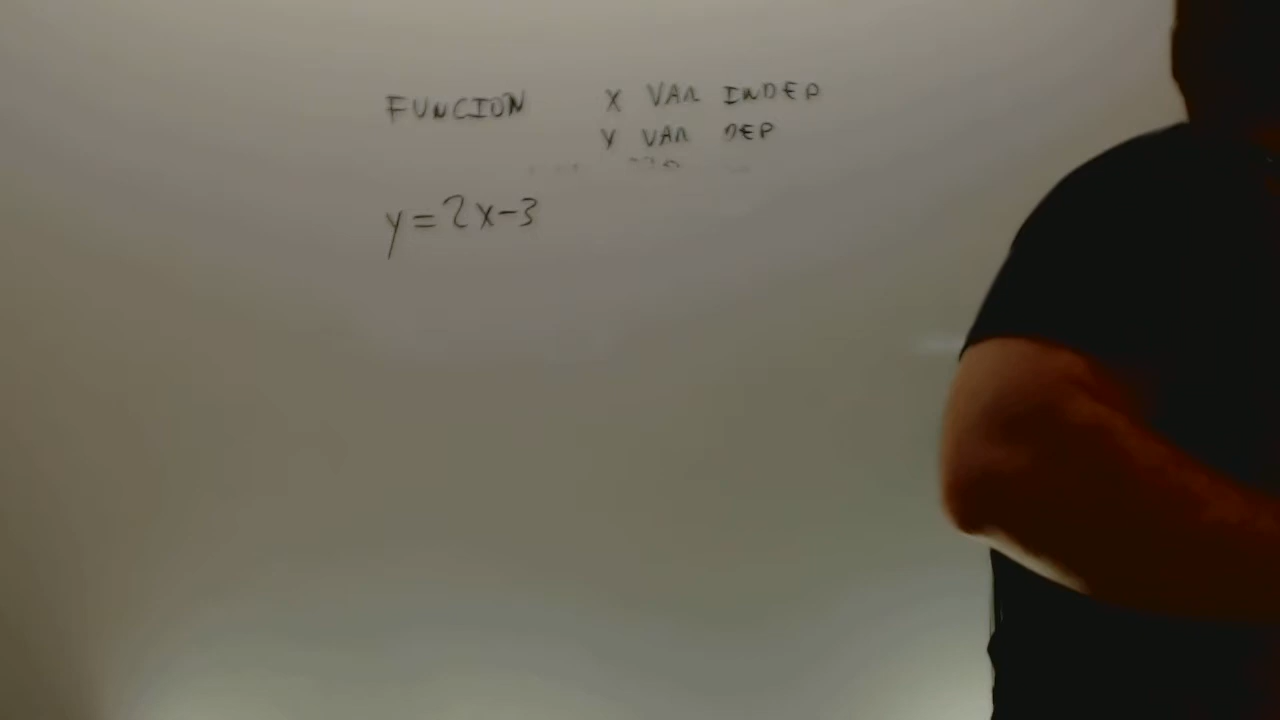 FUNCION X VAR INDEP
Y VAR DEP
y=2x-3